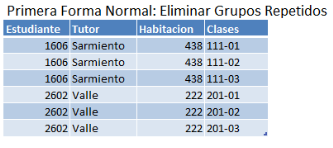 Primera Forma Normal: Eliminar Grupos Repetidos
Estudiante Tutor Habitacion Clases
1606 Sarmiento 438 111-01
1606 Sarmiento 438 111-02
1606 Sarmiento 438 111-03
2602 Valle 222 201-01
2602 Valle 222 201-02
2602 Valle 222 201-03